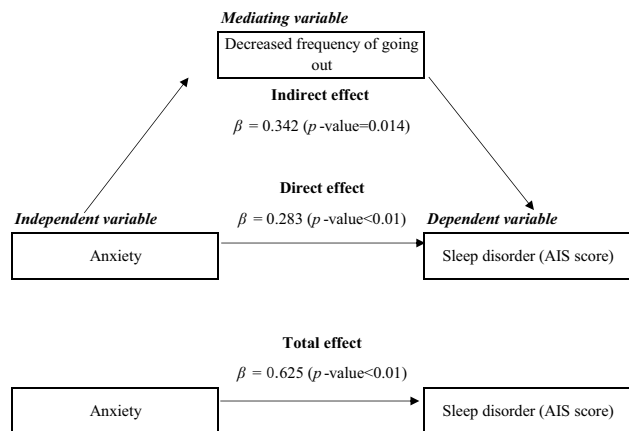 Mediating variable
Decreased frequency of going
out
Indirect effect
β = 0.342 (p-value=0.014)
Direct effect
Independent variable
β = 0.283 (p-value<0.01)
Dependent variable
Anxiety
Sleep disorder (AIS score)
Total effect
β = 0.625 (p-value<0.01)
Anxiety
Sleep disorder (AIS score)